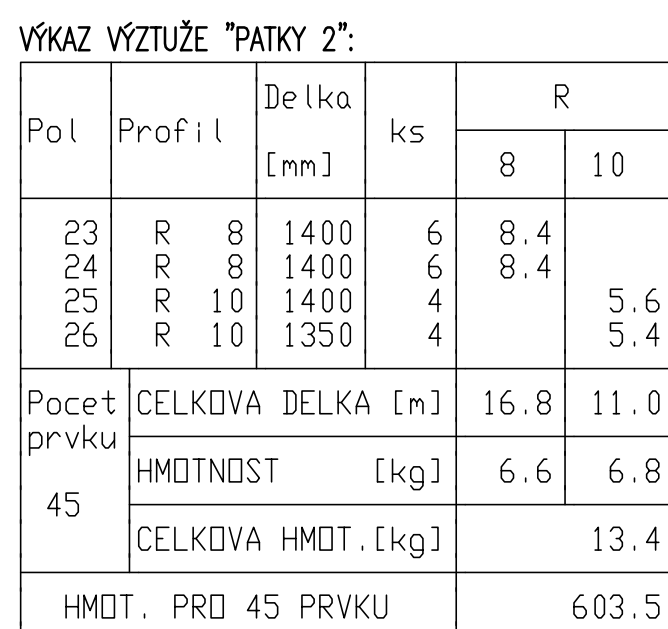 VÝKAZ VÝZTUŽE "PATKY 2":
Pol Profil Delka [mm] ks R
8 10
23 R 8 1400 6 8.4
24 R 8 1400 6 8.4
25 R 10 1400 4 5.6
26 R 10 1350 4 5.4
Pocet prvku 45
CELKOVA DELKA [m] 16.8 11.0
HMOTNOST [kg] 6.6 6.8
CELKOVA HMOT.[kg] 13.4
HMOT. PRO 45 PRVKU 603.5